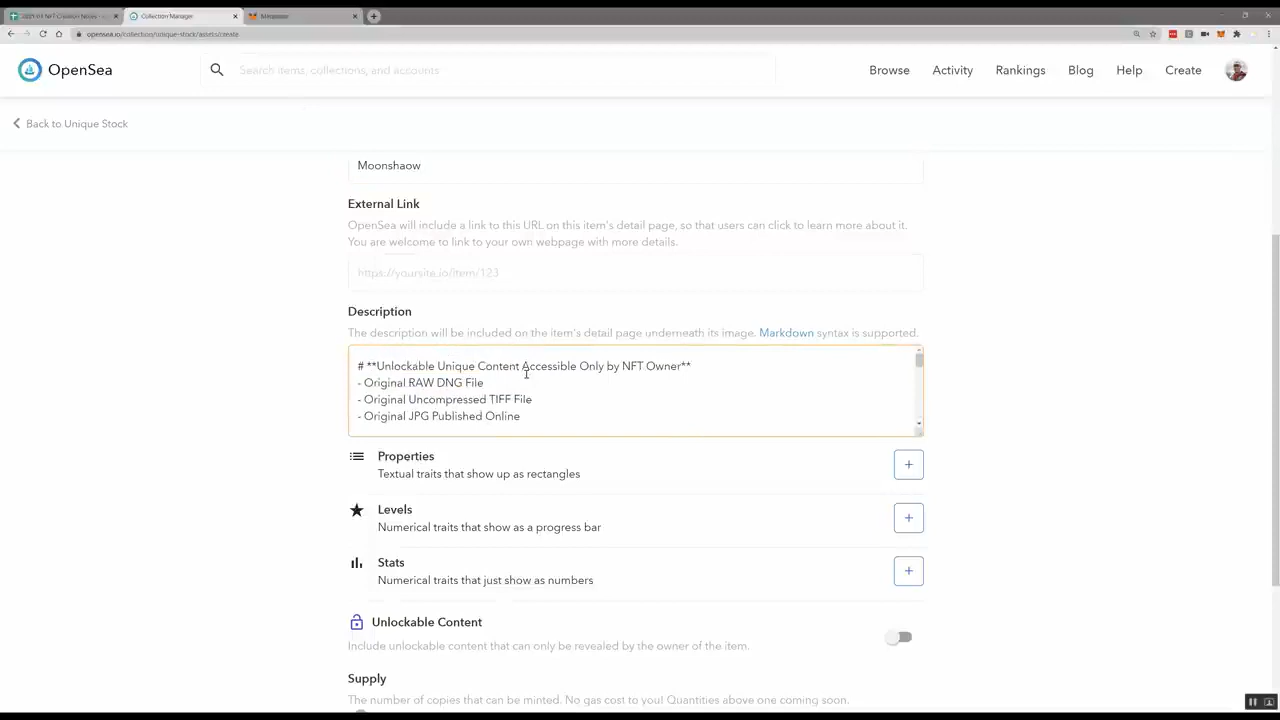 2021-03 NFT Creation Notes
Collection Manager
Metamask
opensea.io/collection/unique-stock/assets/create
OpenSea
Search items, collections, and accounts
Browse
Activity
Rankings
Blog
Help
Create
Back to Unique Stock
Moonshaow
External Link
OpenSea will include a link to this URL on this item's detail page, so that users can click to learn more about it.
You are welcome to link to your own webpage with more details.
https://yoursite.io/item/123
Description
The description will be included on the item's detail page underneath its image. Markdown syntax is supported.
# **Unlockable Unique Content Accessible Only by NFT Owner**
- Original RAW DNG File
- Original Uncompressed TIFF File
- Original JPG Published Online
Properties
Textual traits that show up as rectangles
Levels
Numerical traits that show as a progress bar
Stats
Numerical traits that just show as numbers
Unlockable Content
Include unlockable content that can only be revealed by the owner of the item.
Supply
The number of copies that can be minted. No gas cost to you! Quantities above one coming soon.